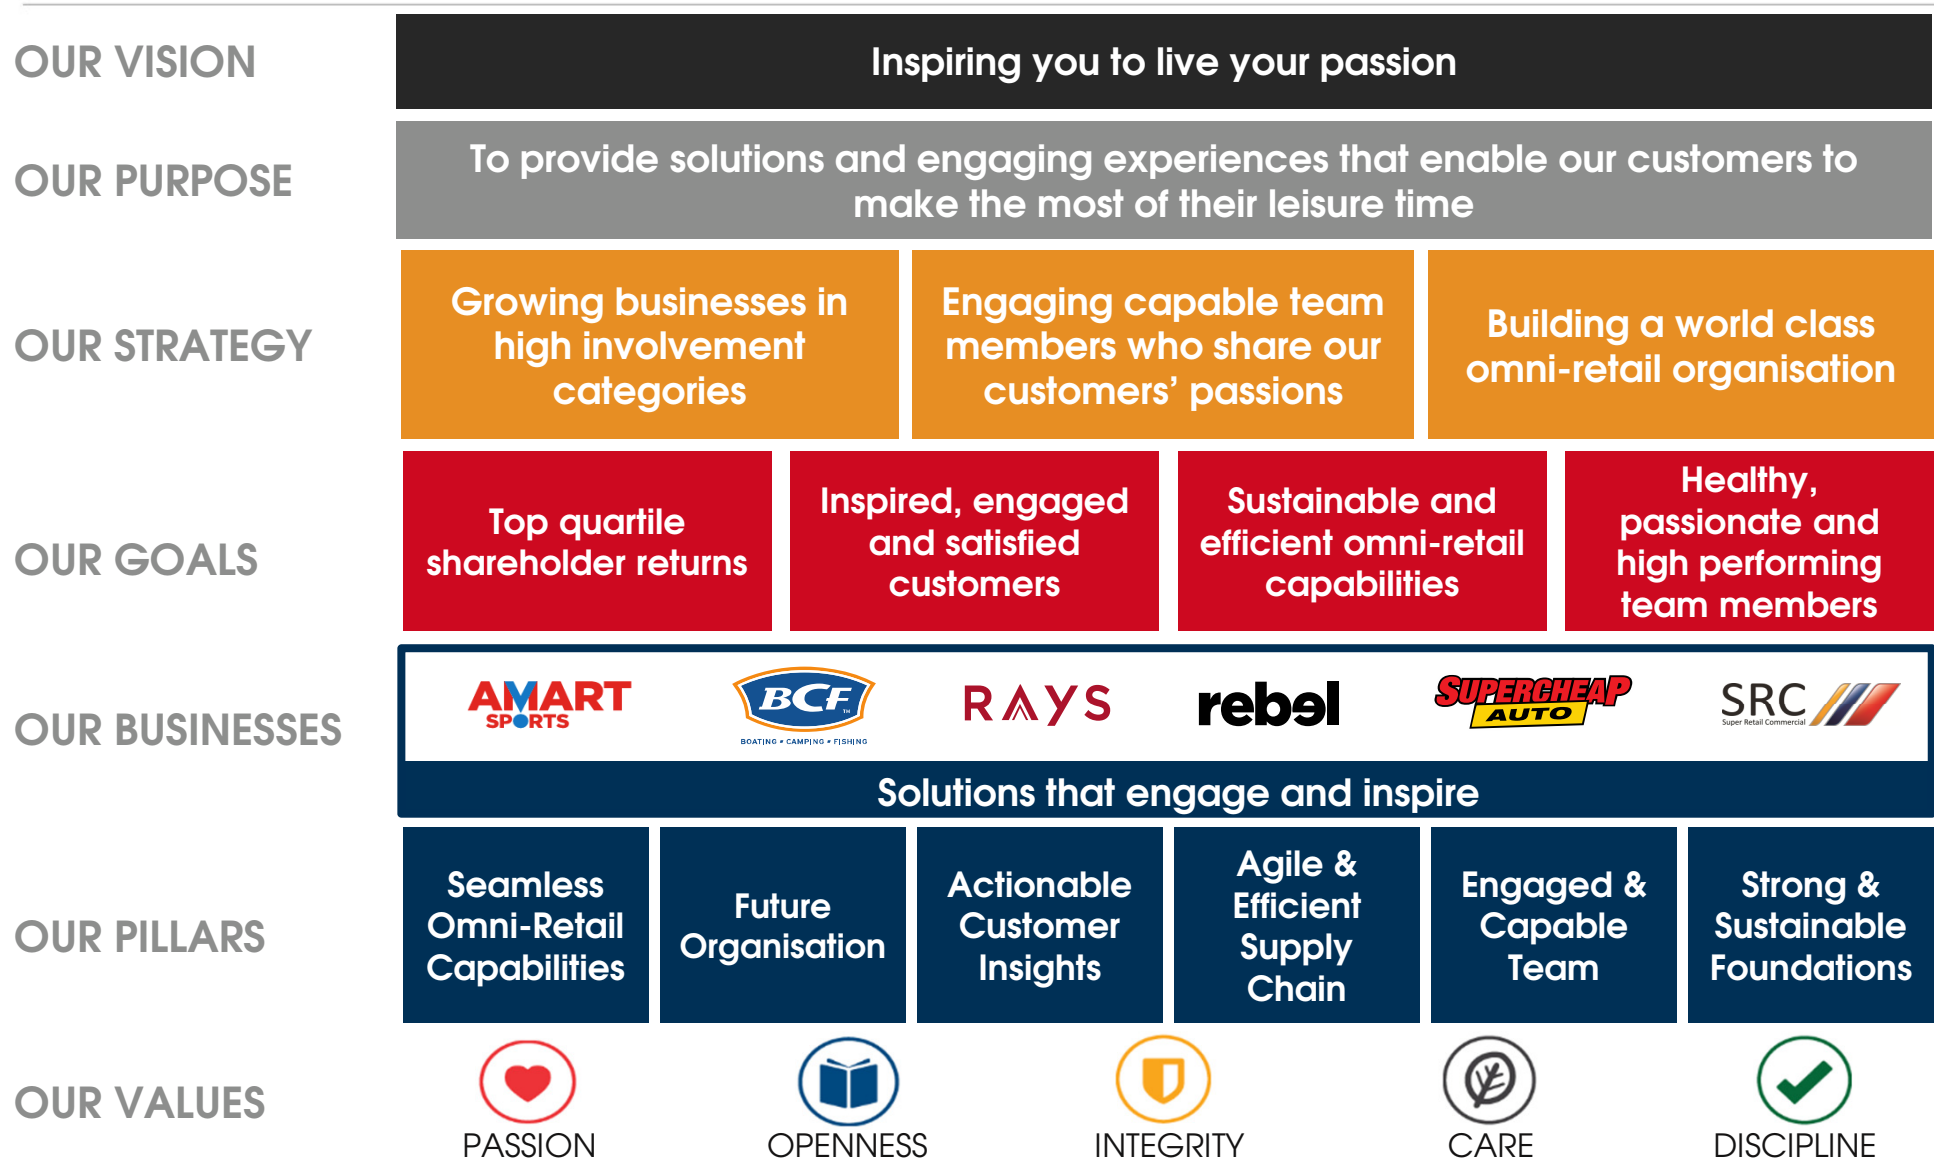 OUR VISION
Inspiring you to live your passion
OUR PURPOSE
To provide solutions and engaging experiences that enable our customers to
make the most of their leisure time
OUR STRATEGY
Growing businesses in
high involvement
categories
Engaging capable team
members who share our
customers’ passions
Building a world class
omni-retail organisation
OUR GOALS
Top quartile
shareholder returns
Inspired, engaged
and satisfied
customers
Sustainable and
efficient omni-retail
capabilities
Healthy,
passionate and
high performing
team members
OUR BUSINESSES
AMART
SPORTS
BCF™
BOATING • CAMPING • FISHING
RAYS
rebel
SUPERCHEAP
AUTO
SRC
Super Retail Commercial
Solutions that engage and inspire
OUR PILLARS
Seamless
Omni-Retail
Capabilities
Future
Organisation
Actionable
Customer
Insights
Agile &
Efficient
Supply
Chain
Engaged &
Capable
Team
Strong &
Sustainable
Foundations
OUR VALUES
PASSION
OPENNESS
INTEGRITY
CARE
DISCIPLINE